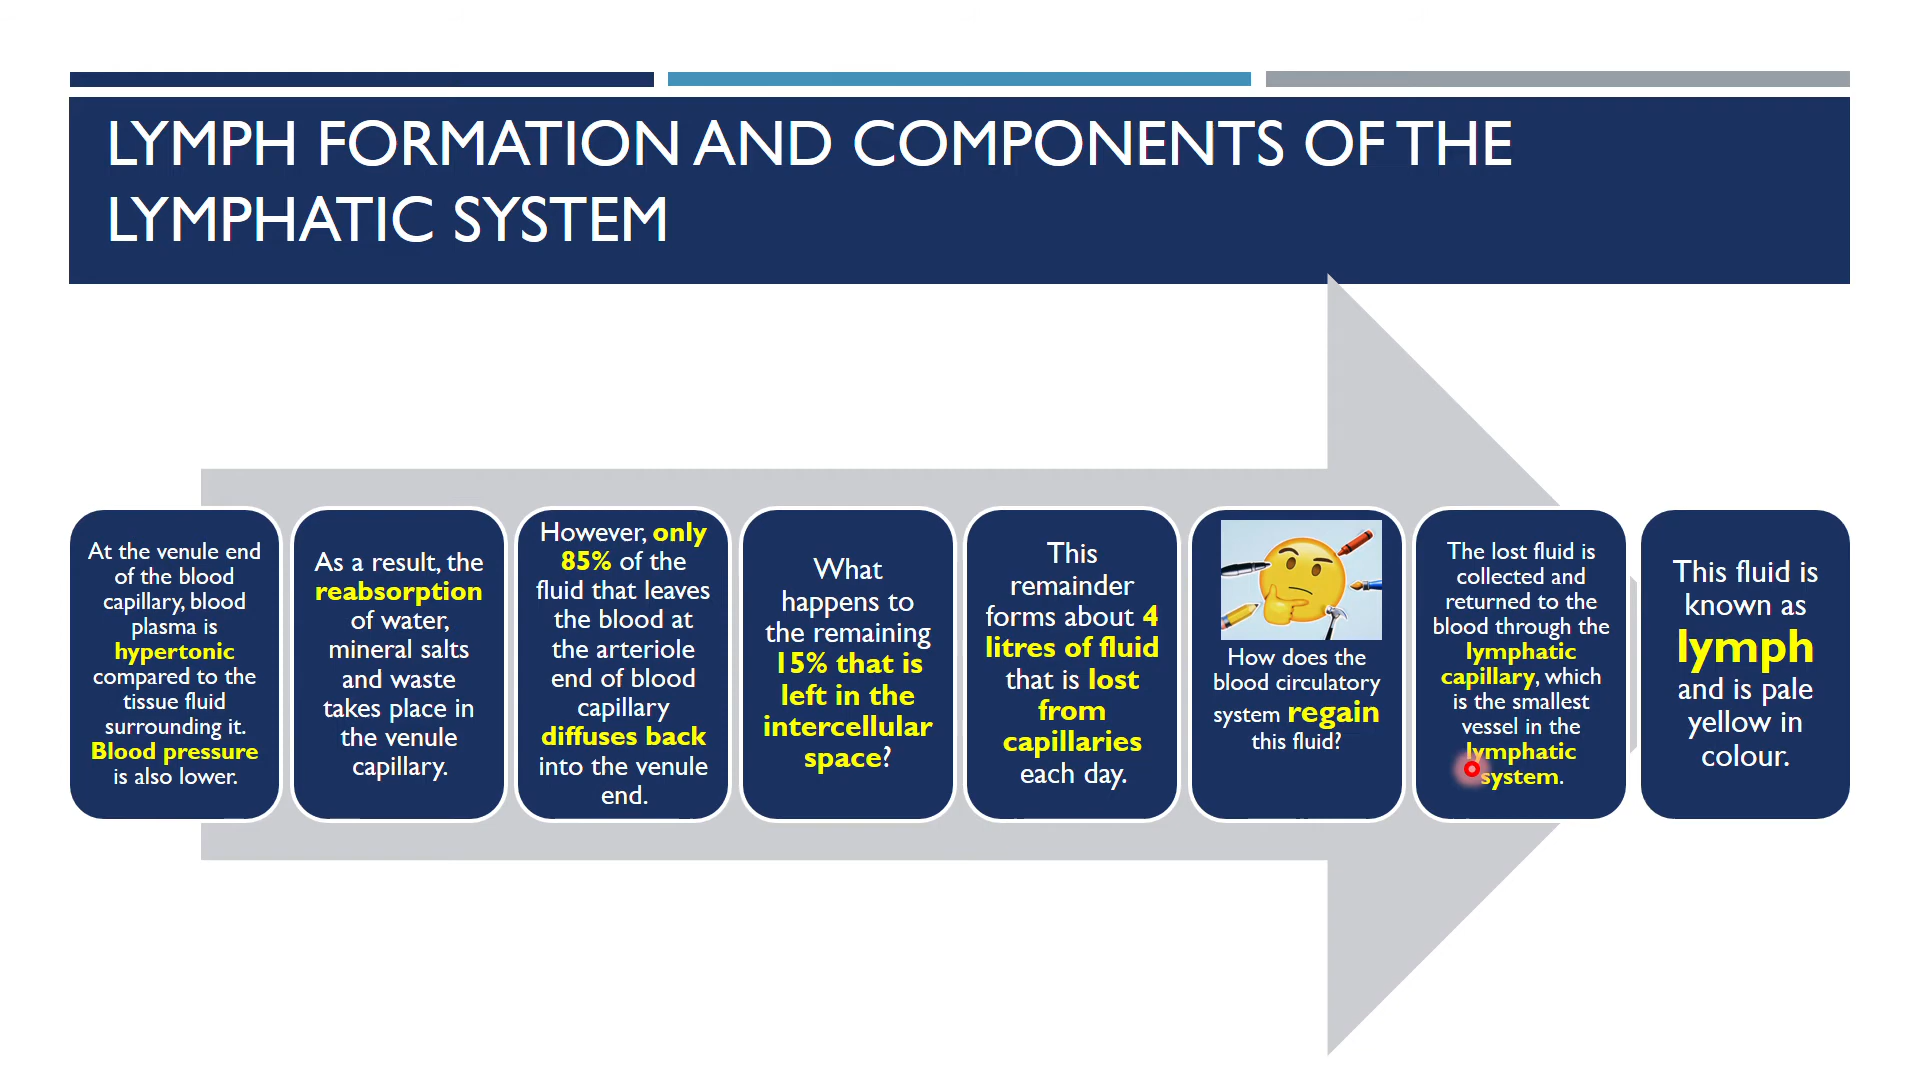 LYMPH FORMATION AND COMPONENTS OF THE
LYMPHATIC SYSTEM
At the venule end
of the blood
capillary, blood
plasma is
hypertonic
compared to the
tissue fluid
surrounding it.
Blood pressure
is also lower.
As a result, the
reabsorption
of water,
mineral salts
and waste
takes place in
the venule
capillary.
However, only
85% of the
fluid that leaves
the blood at
the arteriole
end of blood
capillary
diffuses back
into the venule
end.
What
happens to
the remaining
15% that is
left in the
intercellular
space?
This
remainder
forms about 4
litres of fluid
that is lost
from
capillaries
each day.
How does the
blood circulatory
system regain
this fluid?
The lost fluid is
collected and
returned to the
blood through the
lymphatic
capillary, which
is the smallest
vessel in the
lymphatic
system.
This fluid is
known as
lymph
and is pale
yellow in
colour.